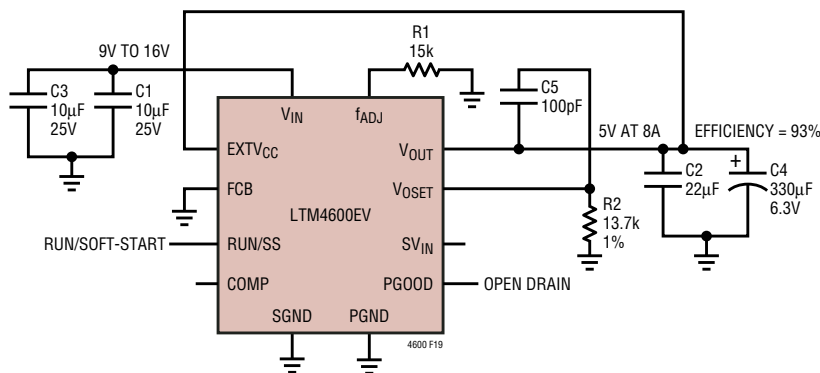 9V TO 16V
C3
10µF
25V
C1
10µF
25V
R1
15k
C5
100pF
5V AT 8A
EFFICIENCY = 93%
+
C2
22µF
C4
330µF
6.3V
R2
13.7k
1%
VIN
fADJ
EXTVCC
VOUT
FCB
VOSET
LTM4600EV
RUN/SOFT-START
RUN/SS
SVIN
COMP
PGOOD
OPEN DRAIN
SGND
PGND
4600 F19